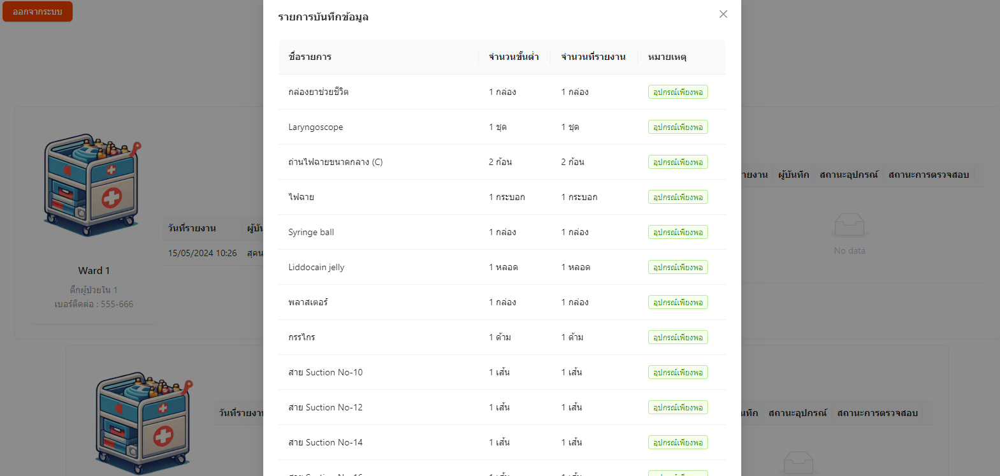 ออกจากระบบ
รายการบันทึกข้อมูล
ชื่อรายการ จำนวนขั้นต่ำ จำนวนที่รายงาน หมายเหตุ
กล่องยาช่วยชีวิต 1 กล่อง 1 กล่อง อุปกรณ์เพียงพอ
Laryngoscope 1 ชุด 1 ชุด อุปกรณ์เพียงพอ
ถ่านไฟฉายขนาดกลาง (C) 2 ก้อน 2 ก้อน อุปกรณ์เพียงพอ
ไฟฉาย 1 กระบอก 1 กระบอก อุปกรณ์เพียงพอ
Syringe ball 1 กล่อง 1 กล่อง อุปกรณ์เพียงพอ
Liddocain jelly 1 หลอด 1 หลอด อุปกรณ์เพียงพอ
พลาสเตอร์ 1 กล่อง 1 กล่อง อุปกรณ์เพียงพอ
กรรไกร 1 ด้าม 1 ด้าม อุปกรณ์เพียงพอ
สาย Suction No-10 1 เส้น 1 เส้น อุปกรณ์เพียงพอ
สาย Suction No-12 1 เส้น 1 เส้น อุปกรณ์เพียงพอ
สาย Suction No-14 1 เส้น 1 เส้น อุปกรณ์เพียงพอ
วันที่รายงาน
15/05/2024 10:26
Ward 1
ตึกผู้ป่วยใน 1
เบอร์ติดต่อ : 555-666
ผู้บันทึก สถานะอุปกรณ์ สถานะการตรวจสอบ
No data
วันที่รายงา
สถานะอุปกรณ์ สถานะการตรวจสอบ